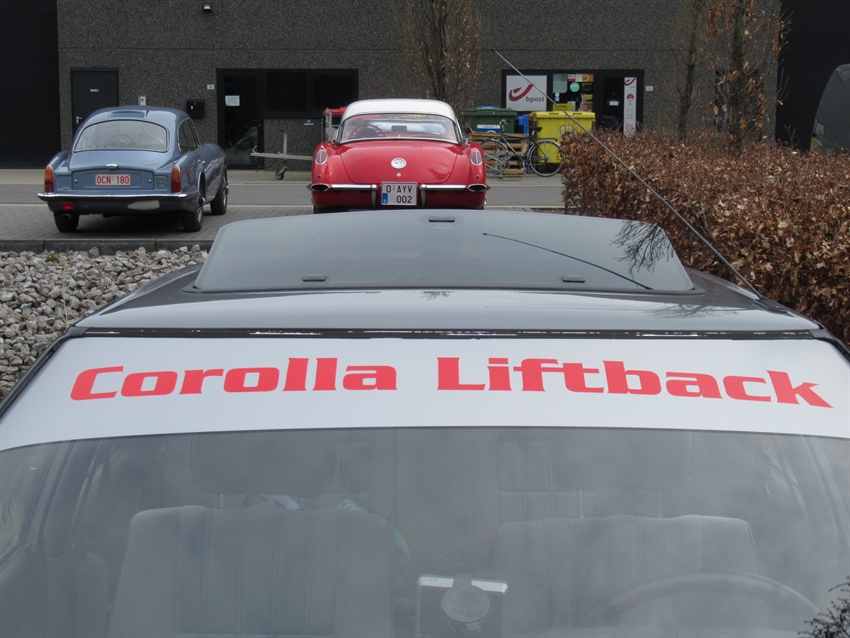 bpost
OCN 180
O-AYV
002
Corolla Liftback